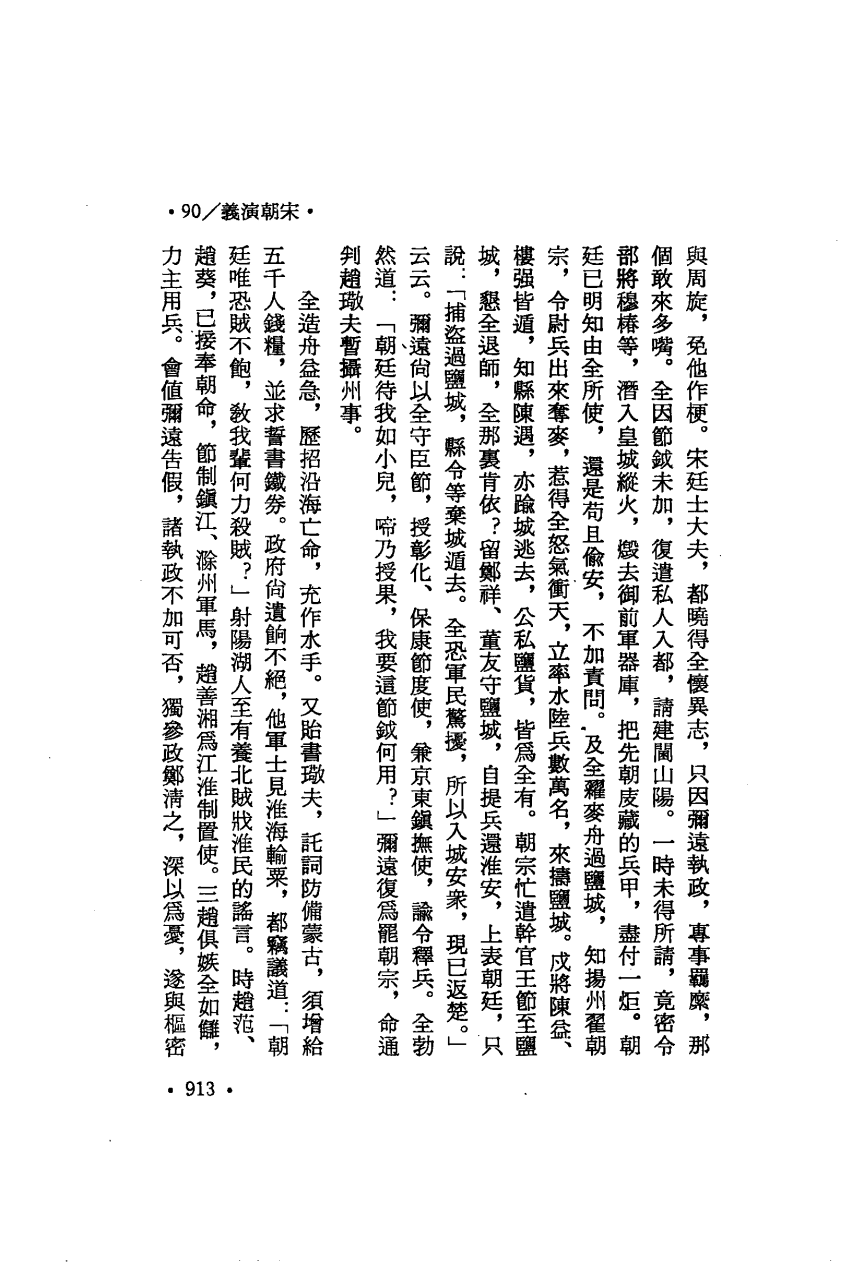 •90/義演朝宋•
與周旋，免他作梗。宋廷士大夫，都曉得全懷異志，只因彌遠執政，專事羈縻，那
個敢來多嘴。全因節鉞未加，復遣私人入都，請建閫山陽。一時未得所請，竟密令
部將穆椿等，潛入皇城縱火，燬去御前軍器庫，把先朝庋藏的兵甲，盡付一炬。朝
廷已明知由全所使，還是苟且偸安，不加責問。及全糴麥舟過鹽城，知揚州翟朝
宗，令尉兵出來奪麥，惹得全怒氣衝天，立率水陸兵數萬名，來擣鹽城。戍將陳益、
樓强皆遁，知縣陳遇，亦踰城逃去，公私鹽貨，皆爲全有。朝宗忙遣幹官王節至鹽
城，懇全退師，全那裏肯依？留鄭祥、董友守鹽城，自提兵還淮安，上表朝廷，只
說：「捕盜過鹽城，縣令等棄城遁去。全恐軍民驚擾，所以入城安衆，現已返楚。」
云云。彌遠尙以全守臣節，授彰化、保康節度使，兼京東鎭撫使，諭令釋兵。全勃
然道：「朝廷待我如小兒，啼乃授果，我要這節鉞何用？」彌遠復爲罷朝宗，命通
判趙璥夫暫攝州事。
全造舟益急，歷招沿海亡命，充作水手。又貽書璥夫，託詞防備蒙古，須增給
五千人錢糧，並求誓書鐵券。政府尙遺餉不絕，他軍士見淮海輸粟，都竊議道：「朝
廷唯恐賊不飽，敎我輩何力殺賊？」射陽湖人至有養北賊戕淮民的謠言。時趙范、
趙葵，已接奉朝命，節制鎭江、滁州軍馬，趙善湘爲江淮制置使。三趙俱嫉全如讎，
力主用兵。會值彌遠告假，諸執政不加可否，獨參政鄭淸之，深以爲憂，遂與樞密
•913•